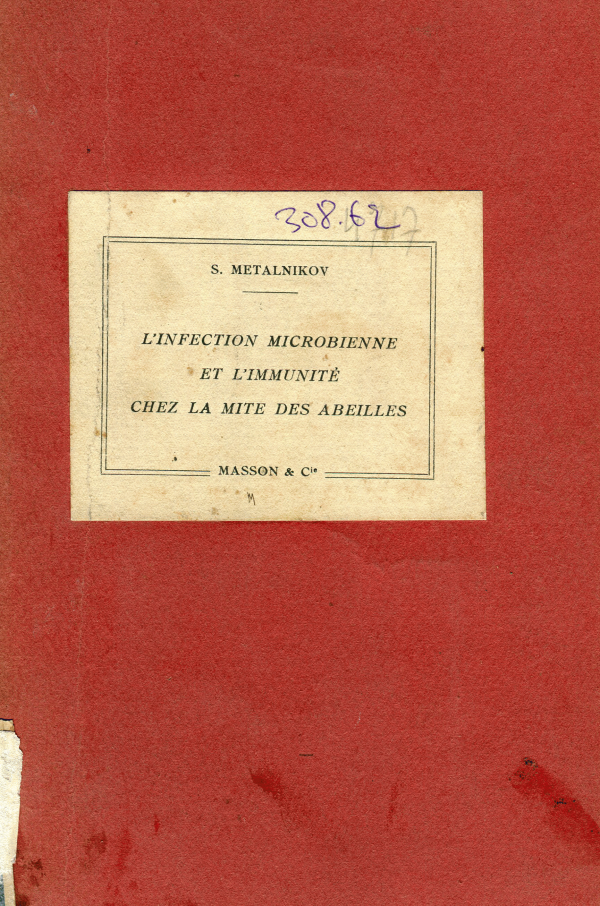 308.62
S. METALNIKOV
L'INFECTION MICROBIENNE
ET L'IMMUNITÉ
CHEZ LA MITE DES ABEILLES
MASSON & Cie